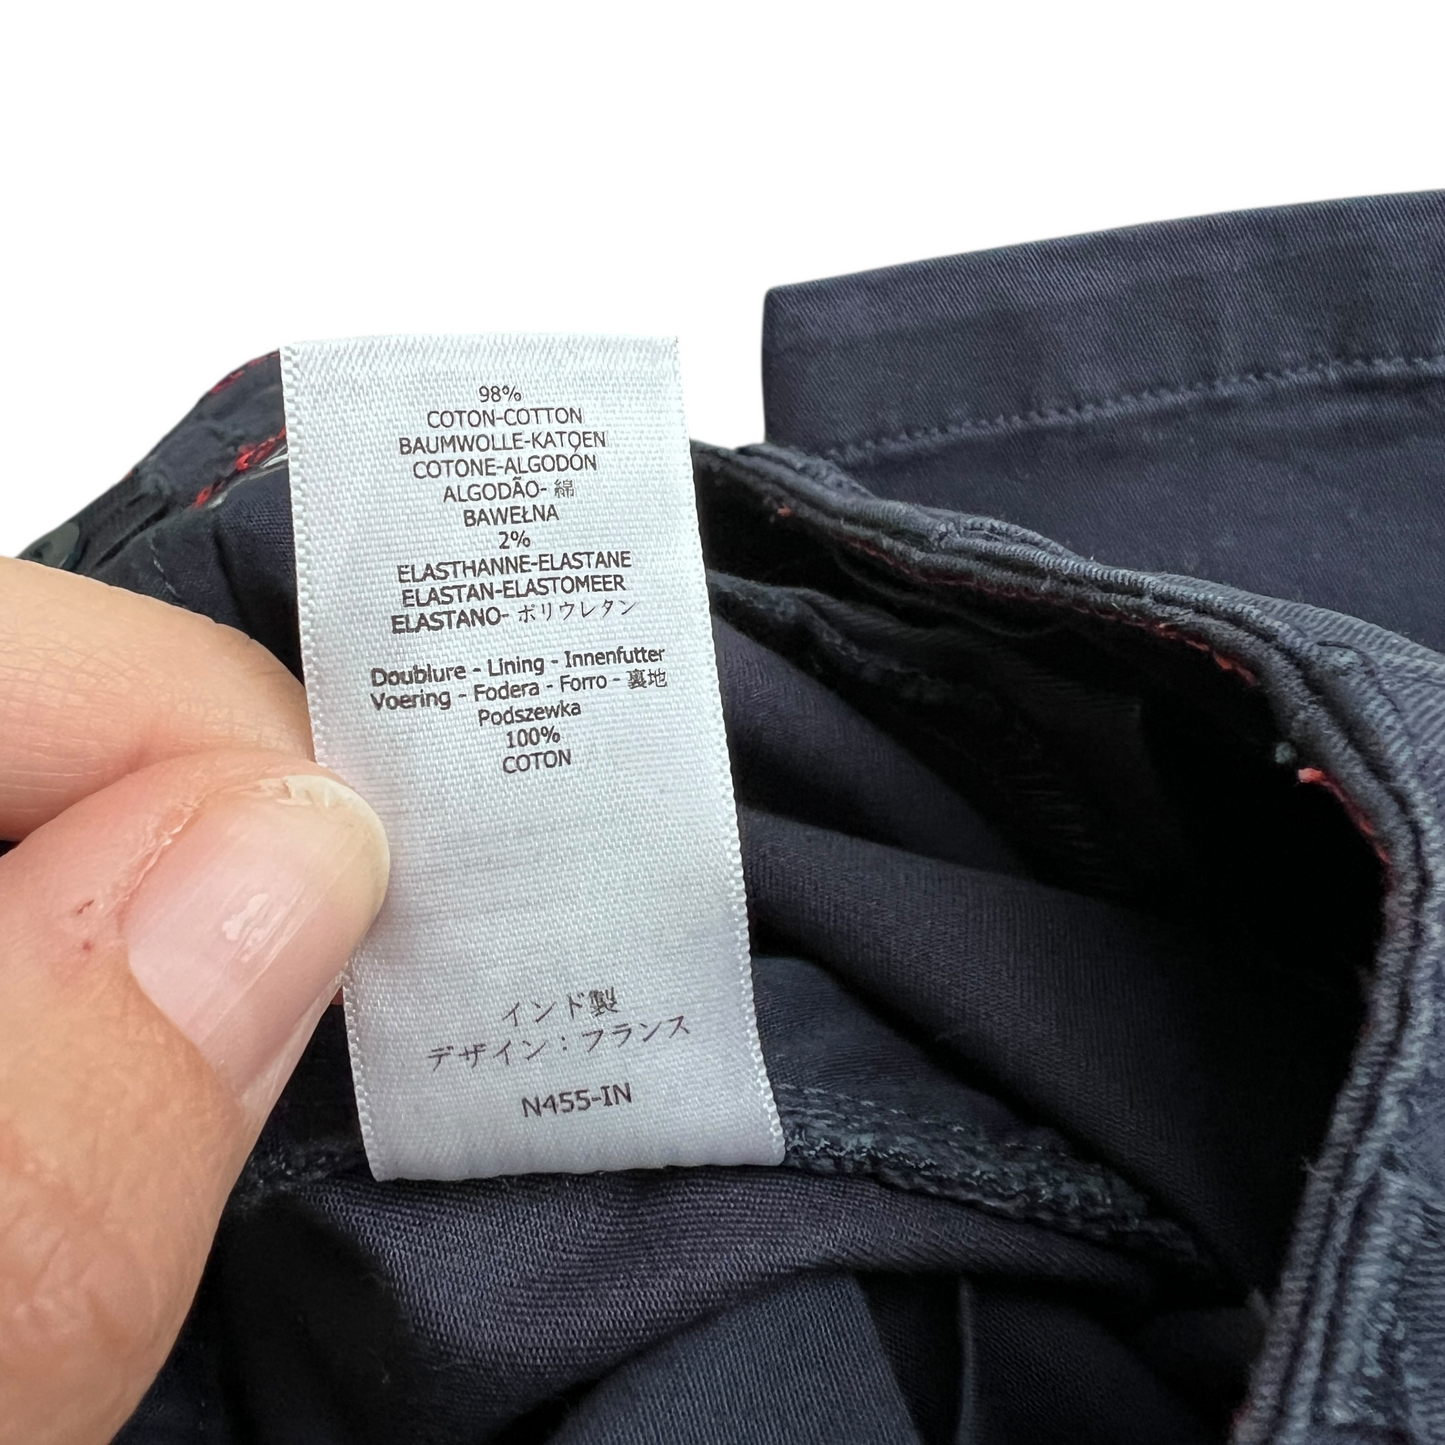 98%
COTON-COTTON
BAUMWOLLE-KATOEN
COTONE-ALGODÓN
ALGODÃO- 綿
BAWEŁNA
2%
ELASTHANNE-ELASTANE
ELASTAN-ELASTOMEER
ELASTANO- ポリウレタン
Doublure - Lining - Innenfutter
Voering - Fodera - Forro - 裏地
Podszewka
100%
COTON
インド製
デザイン : フランス
N455-IN